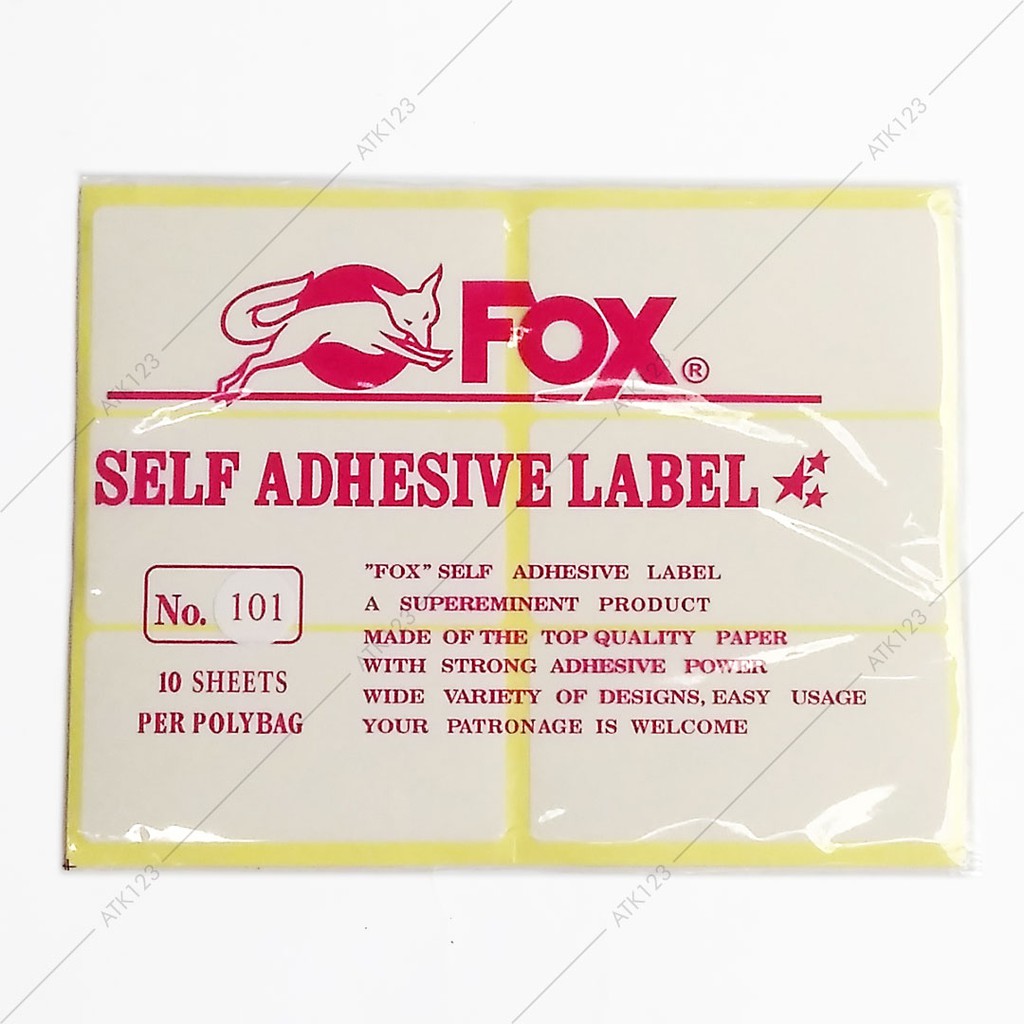 FOX®
SELF ADHESIVE LABEL
No. 101
10 SHEETS
PER POLYBAG
"FOX" SELF ADHESIVE LABEL
A SUPEREMINENT PRODUCT
MADE OF THE TOP QUALITY PAPER
WITH STRONG ADHESIVE POWER
WIDE VARIETY OF DESIGNS, EASY USAGE
YOUR PATRONAGE IS WELCOME
ATK123
ATK123
ATK123
ATK123
ATK123
ATK123
ATK123
ATK123